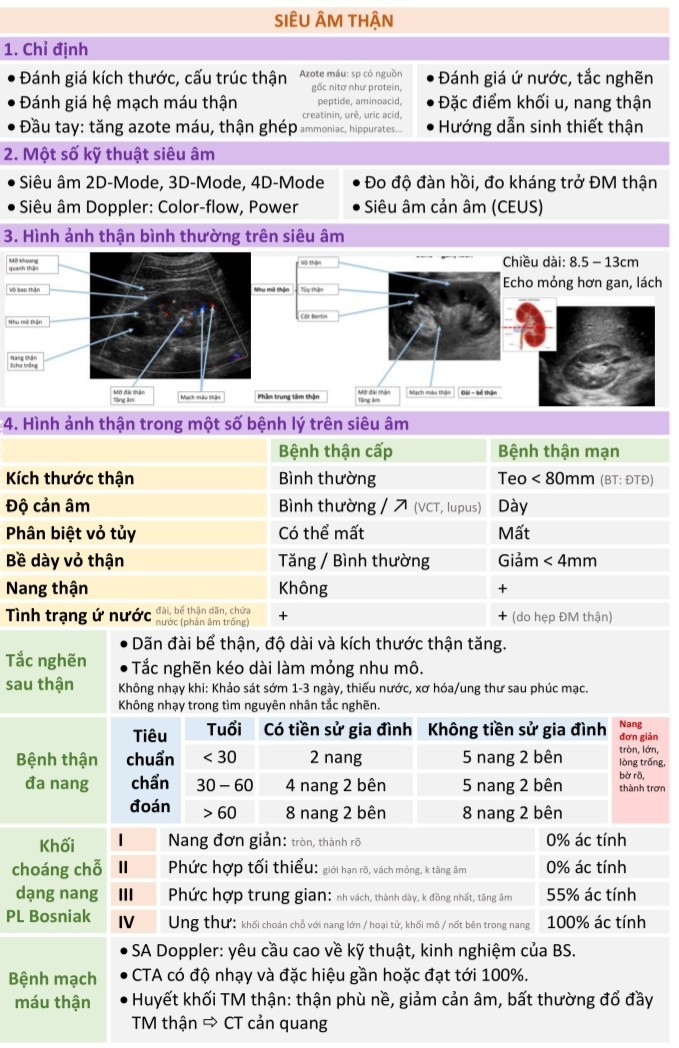 SIÊU ÂM THẬN
1. Chỉ định
• Đánh giá kích thước, cấu trúc thận
• Đánh giá hệ mạch máu thận
• Đầu tay: tăng azote máu, thận ghép
Azote máu: sp có nguồn
gốc nitơ như protein,
peptide, aminoacid,
creatinin, urê, uric acid,
ammoniac, hippurates...
• Đánh giá ứ nước, tắc nghẽn
• Đặc điểm khối u, nang thận
• Hướng dẫn sinh thiết thận
2. Một số kỹ thuật siêu âm
• Siêu âm 2D-Mode, 3D-Mode, 4D-Mode
• Siêu âm Doppler: Color-flow, Power
• Đo độ đàn hồi, đo kháng trở ĐM thận
• Siêu âm cản âm (CEUS)
3. Hình ảnh thận bình thường trên siêu âm
Mỡ khoang
quanh thận
Vỏ bao thận
Nhu mô thận
Nang thận
Echo trống
Mỡ đài thận
Tăng âm
Mạch máu thận
Nhu mô thận
Vỏ thận
Tủy thận
Cột Bertin
Phần trung tâm thận
Mỡ đài thận
Tăng âm
Mạch máu thận
Đài – bể thận
Chiều dài: 8.5 – 13cm
Echo mỏng hơn gan, lách
4. Hình ảnh thận trong một số bệnh lý trên siêu âm
Bệnh thận cấp Bệnh thận mạn
Kích thước thận Bình thường Teo < 80mm (BT: ĐTĐ)
Độ cản âm Bình thường / ↗ (VCT, lupus) Dày
Phân biệt vỏ tủy Có thể mất Mất
Bề dày vỏ thận Tăng / Bình thường Giảm < 4mm
Nang thận Không +
Tình trạng ứ nước đài, bể thận dãn, chứa nước (phản âm trống) + + (do hẹp ĐM thận)
Tắc nghẽn
sau thận
• Dãn đài bể thận, độ dài và kích thước thận tăng.
• Tắc nghẽn kéo dài làm mỏng nhu mô.
Không nhạy khi: Khảo sát sớm 1-3 ngày, thiếu nước, xơ hóa/ung thư sau phúc mạc.
Không nhạy trong tìm nguyên nhân tắc nghẽn.
Bệnh thận
đa nang
Tiêu
chuẩn
chẩn
đoán
Tuổi Có tiền sử gia đình Không tiền sử gia đình
< 30 2 nang 5 nang 2 bên
30 – 60 4 nang 2 bên 5 nang 2 bên
> 60 8 nang 2 bên 8 nang 2 bên
Nang
đơn giản
tròn, lớn,
lòng trống,
bờ rõ,
thành trơn
Khối
choáng chỗ
dạng nang
PL Bosniak
I Nang đơn giản: tròn, thành rõ 0% ác tính
II Phức hợp tối thiểu: giới hạn rõ, vách mỏng, k tăng âm 0% ác tính
III Phức hợp trung gian: nh vách, thành dày, k đồng nhất, tăng âm 55% ác tính
IV Ung thư: khối choán chỗ với nang lớn / hoại tử, khối mô / nốt bên trong nang 100% ác tính
Bệnh mạch
máu thận
• SA Doppler: yêu cầu cao về kỹ thuật, kinh nghiệm của BS.
• CTA có độ nhạy và đặc hiệu gần hoặc đạt tới 100%.
• Huyết khối TM thận: thận phù nề, giảm cản âm, bất thường đổ đầy
TM thận ⇨ CT cản quang